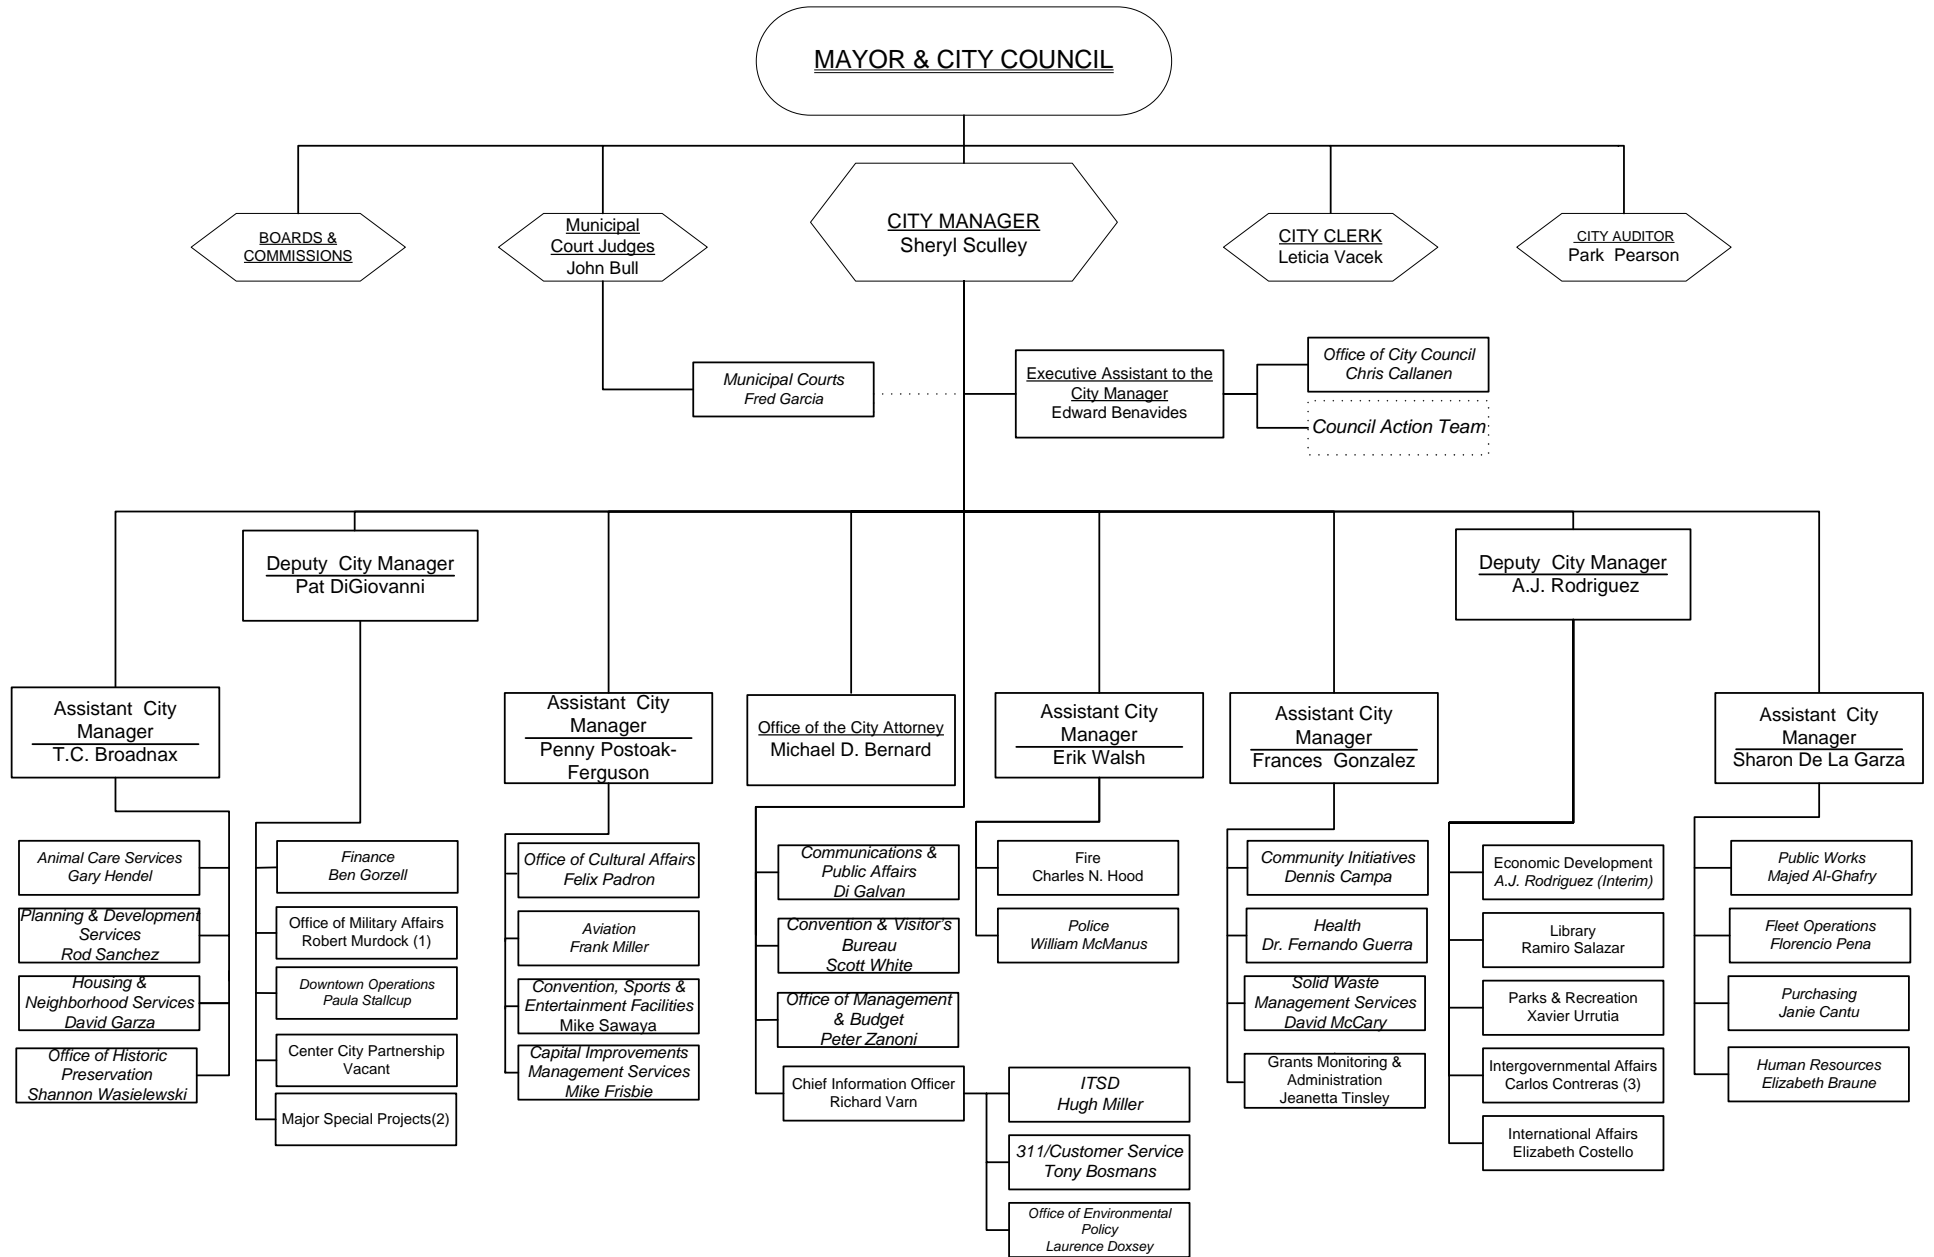 MAYOR & CITY COUNCIL
BOARDS &
COMMISSIONS
Municipal
Court Judges
John Bull
CITY MANAGER
Sheryl Sculley
CITY CLERK
Leticia Vacek
CITY AUDITOR
Park Pearson
Municipal Courts
Fred Garcia
Executive Assistant to the
City Manager
Edward Benavides
Office of City Council
Chris Callanen
Council Action Team
Deputy City Manager
Pat DiGiovanni
Deputy City Manager
A.J. Rodriguez
Assistant City
Manager
T.C. Broadnax
Assistant City
Manager
Penny Postoak-
Ferguson
Office of the City Attorney
Michael D. Bernard
Assistant City
Manager
Erik Walsh
Assistant City
Manager
Frances Gonzalez
Assistant City
Manager
Sharon De La Garza
Animal Care Services
Gary Hendel
Planning & Development
Services
Rod Sanchez
Housing &
Neighborhood Services
David Garza
Office of Historic
Preservation
Shannon Wasielewski
Finance
Ben Gorzell
Office of Military Affairs
Robert Murdock (1)
Downtown Operations
Paula Stallcup
Center City Partnership
Vacant
Major Special Projects(2)
Office of Cultural Affairs
Felix Padron
Aviation
Frank Miller
Convention, Sports &
Entertainment Facilities
Mike Sawaya
Capital Improvements
Management Services
Mike Frisbie
Communications &
Public Affairs
Di Galvan
Convention & Visitor's
Bureau
Scott White
Office of Management
& Budget
Peter Zanoni
Chief Information Officer
Richard Varn
ITSD
Hugh Miller
311/Customer Service
Tony Bosmans
Office of Environmental
Policy
Laurence Doxsey
Fire
Charles N. Hood
Police
William McManus
Community Initiatives
Dennis Campa
Health
Dr. Fernando Guerra
Solid Waste
Management Services
David McCary
Grants Monitoring &
Administration
Jeanetta Tinsley
Economic Development
A.J. Rodriguez (Interim)
Library
Ramiro Salazar
Parks & Recreation
Xavier Urrutia
Intergovernmental Affairs
Carlos Contreras (3)
International Affairs
Elizabeth Costello
Public Works
Majed Al-Ghafry
Fleet Operations
Florencio Pena
Purchasing
Janie Cantu
Human Resources
Elizabeth Braune